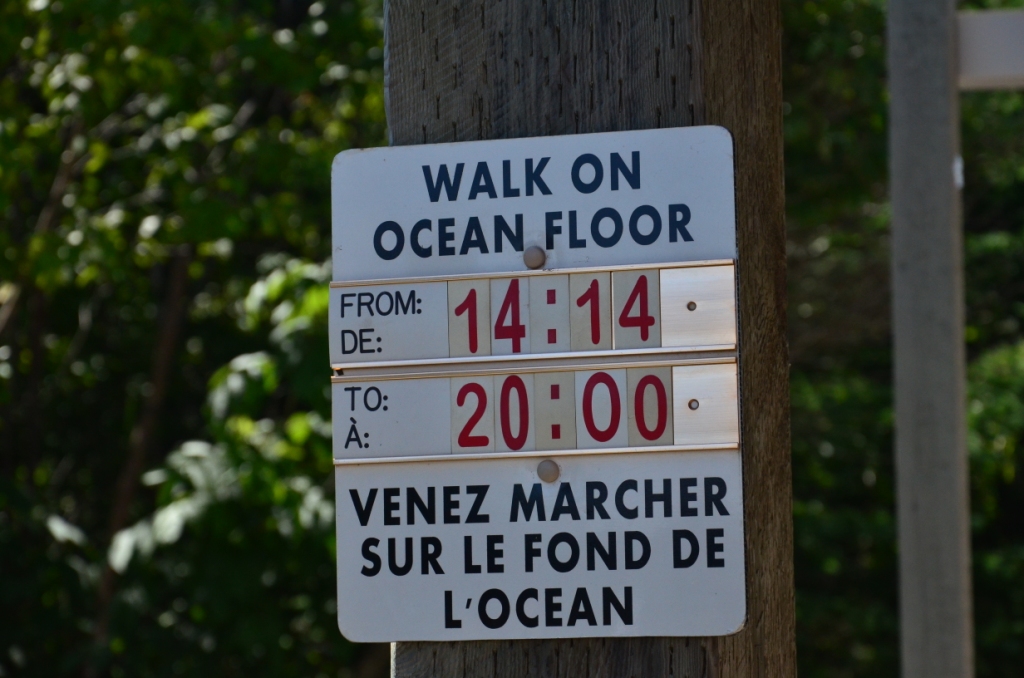 WALK ON
OCEAN FLOOR
FROM: 14:14
DE:
TO: 20:00
À:
VENEZ MARCHER
SUR LE FOND DE
L'OCEAN